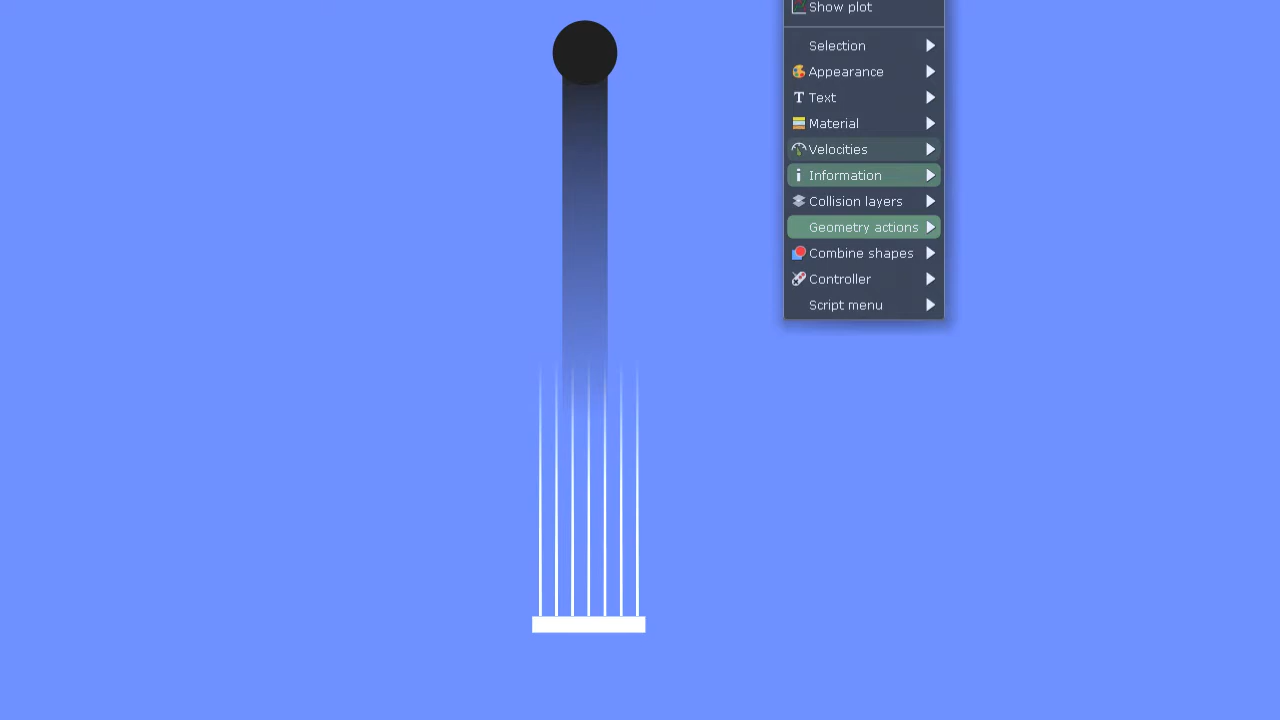 Show plot
Selection
Appearance
Text
Material
Velocities
Information
Collision layers
Geometry actions
Combine shapes
Controller
Script menu